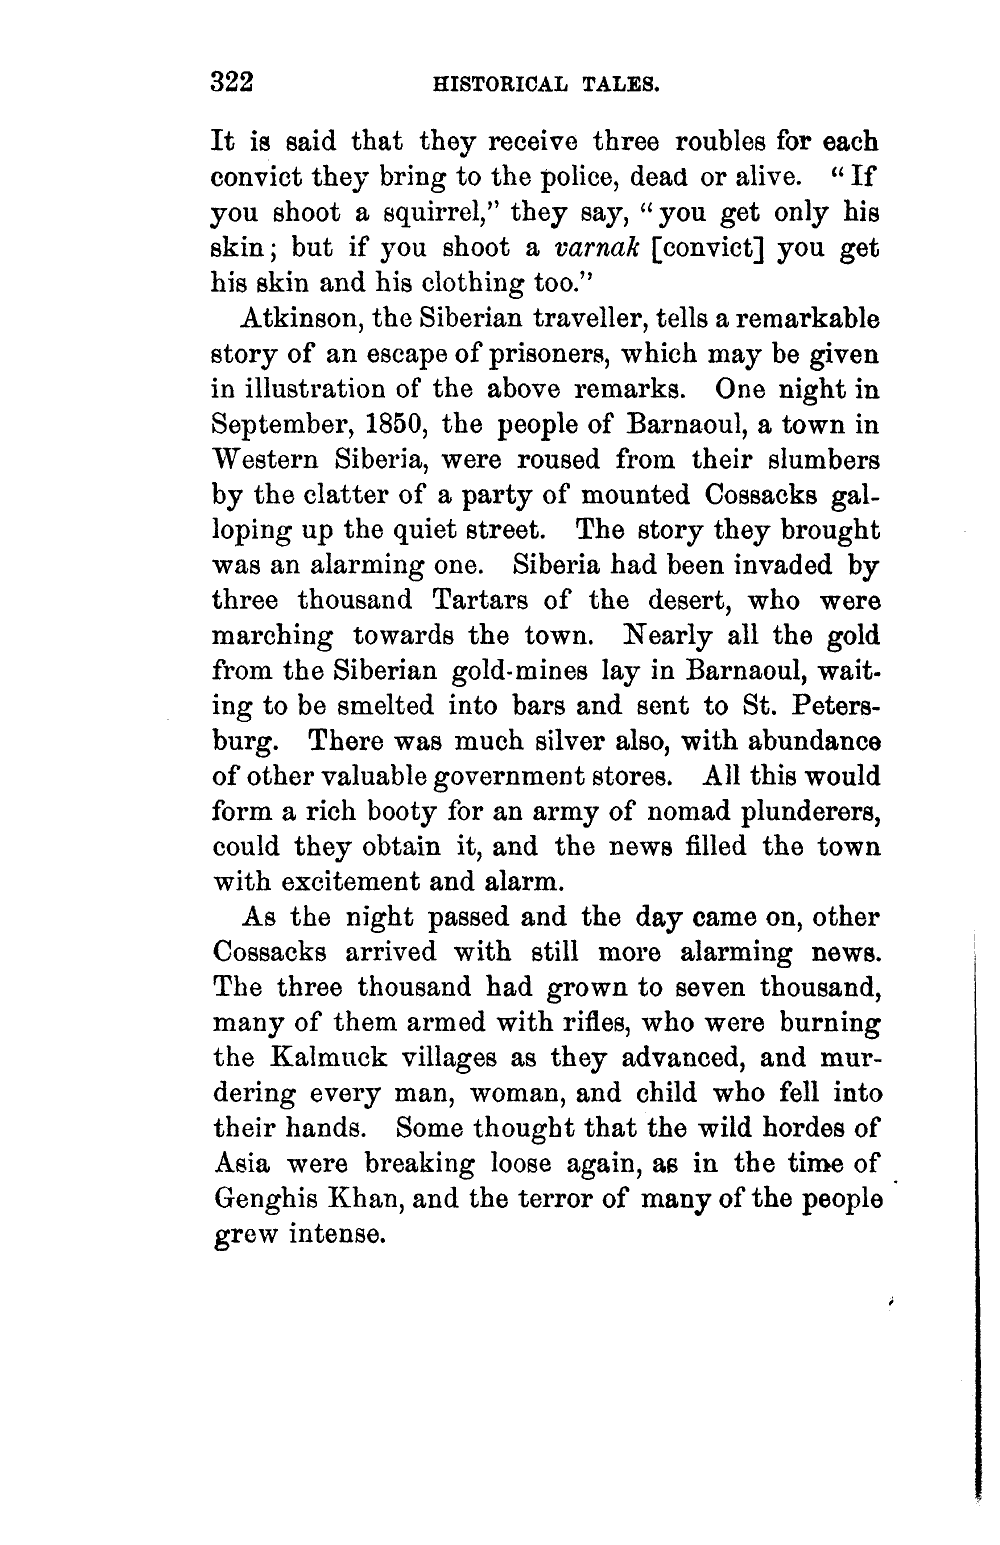 322 HISTORICAL TALES.
It is said that they receive three roubles for each
convict they bring to the police, dead or alive. “If
you shoot a squirrel,” they say, “you get only his
skin; but if you shoot a varnak [convict] you get
his skin and his clothing too.”
Atkinson, the Siberian traveller, tells a remarkable
story of an escape of prisoners, which may be given
in illustration of the above remarks. One night in
September, 1850, the people of Barnaoul, a town in
Western Siberia, were roused from their slumbers
by the clatter of a party of mounted Cossacks gal-
loping up the quiet street. The story they brought
was an alarming one. Siberia had been invaded by
three thousand Tartars of the desert, who were
marching towards the town. Nearly all the gold
from the Siberian gold-mines lay in Barnaoul, wait-
ing to be smelted into bars and sent to St. Peters-
burg. There was much silver also, with abundance
of other valuable government stores. All this would
form a rich booty for an army of nomad plunderers,
could they obtain it, and the news filled the town
with excitement and alarm.
As the night passed and the day came on, other
Cossacks arrived with still more alarming news.
The three thousand had grown to seven thousand,
many of them armed with rifles, who were burning
the Kalmuck villages as they advanced, and mur-
dering every man, woman, and child who fell into
their hands. Some thought that the wild hordes of
Asia were breaking loose again, as in the time of
Genghis Khan, and the terror of many of the people
grew intense.